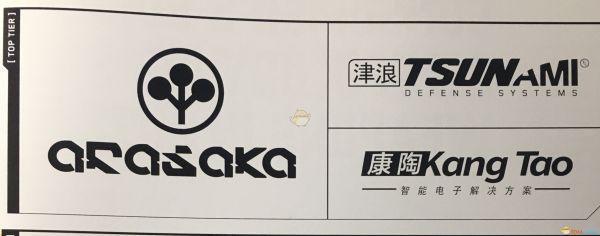 [ TOP TIER ]
arasaka
津浪 TSUNAMI
DEFENSE SYSTEMS
康陶 Kang Tao
智能电子解决方案